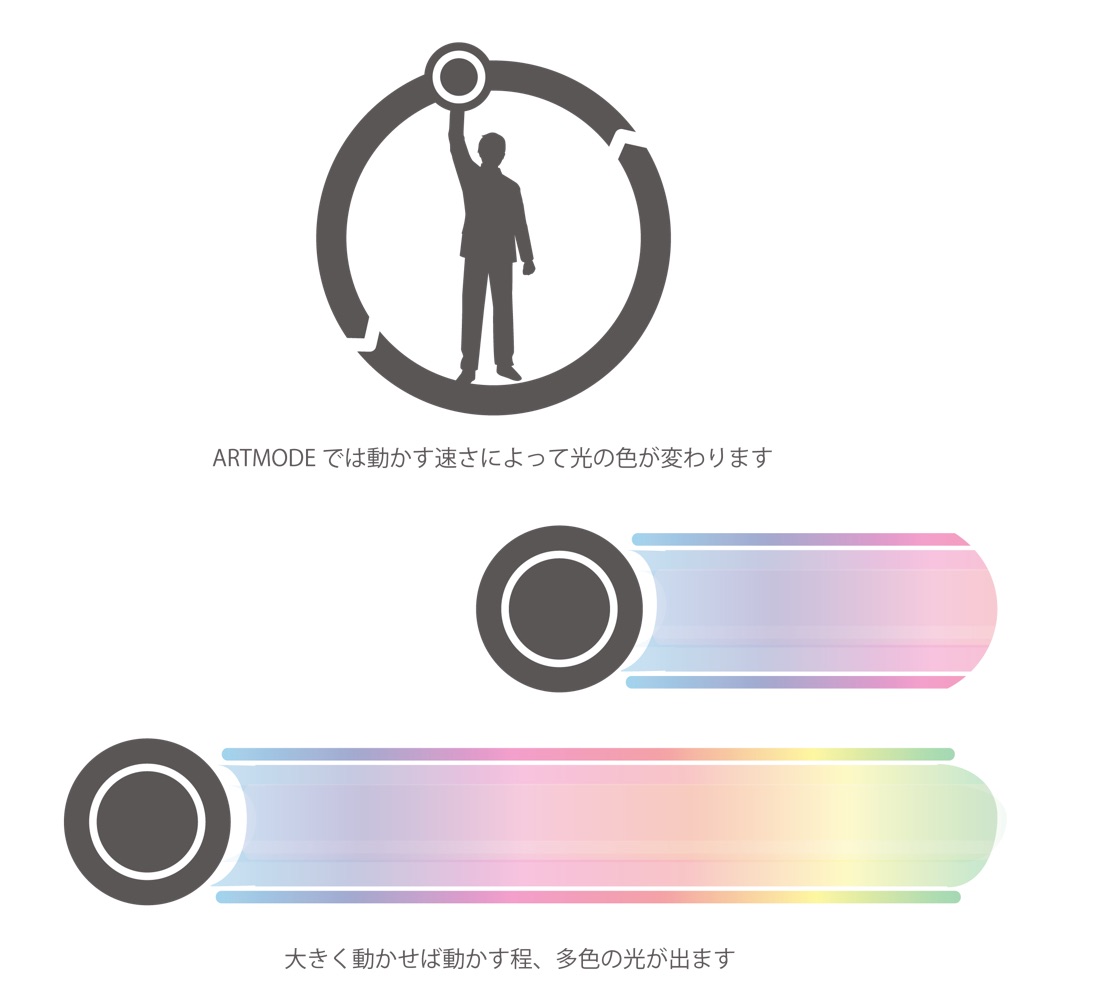 ARTMODE では動かす速さによって光の色が変わります
大きく動かせば動かす程、多色の光が出ます